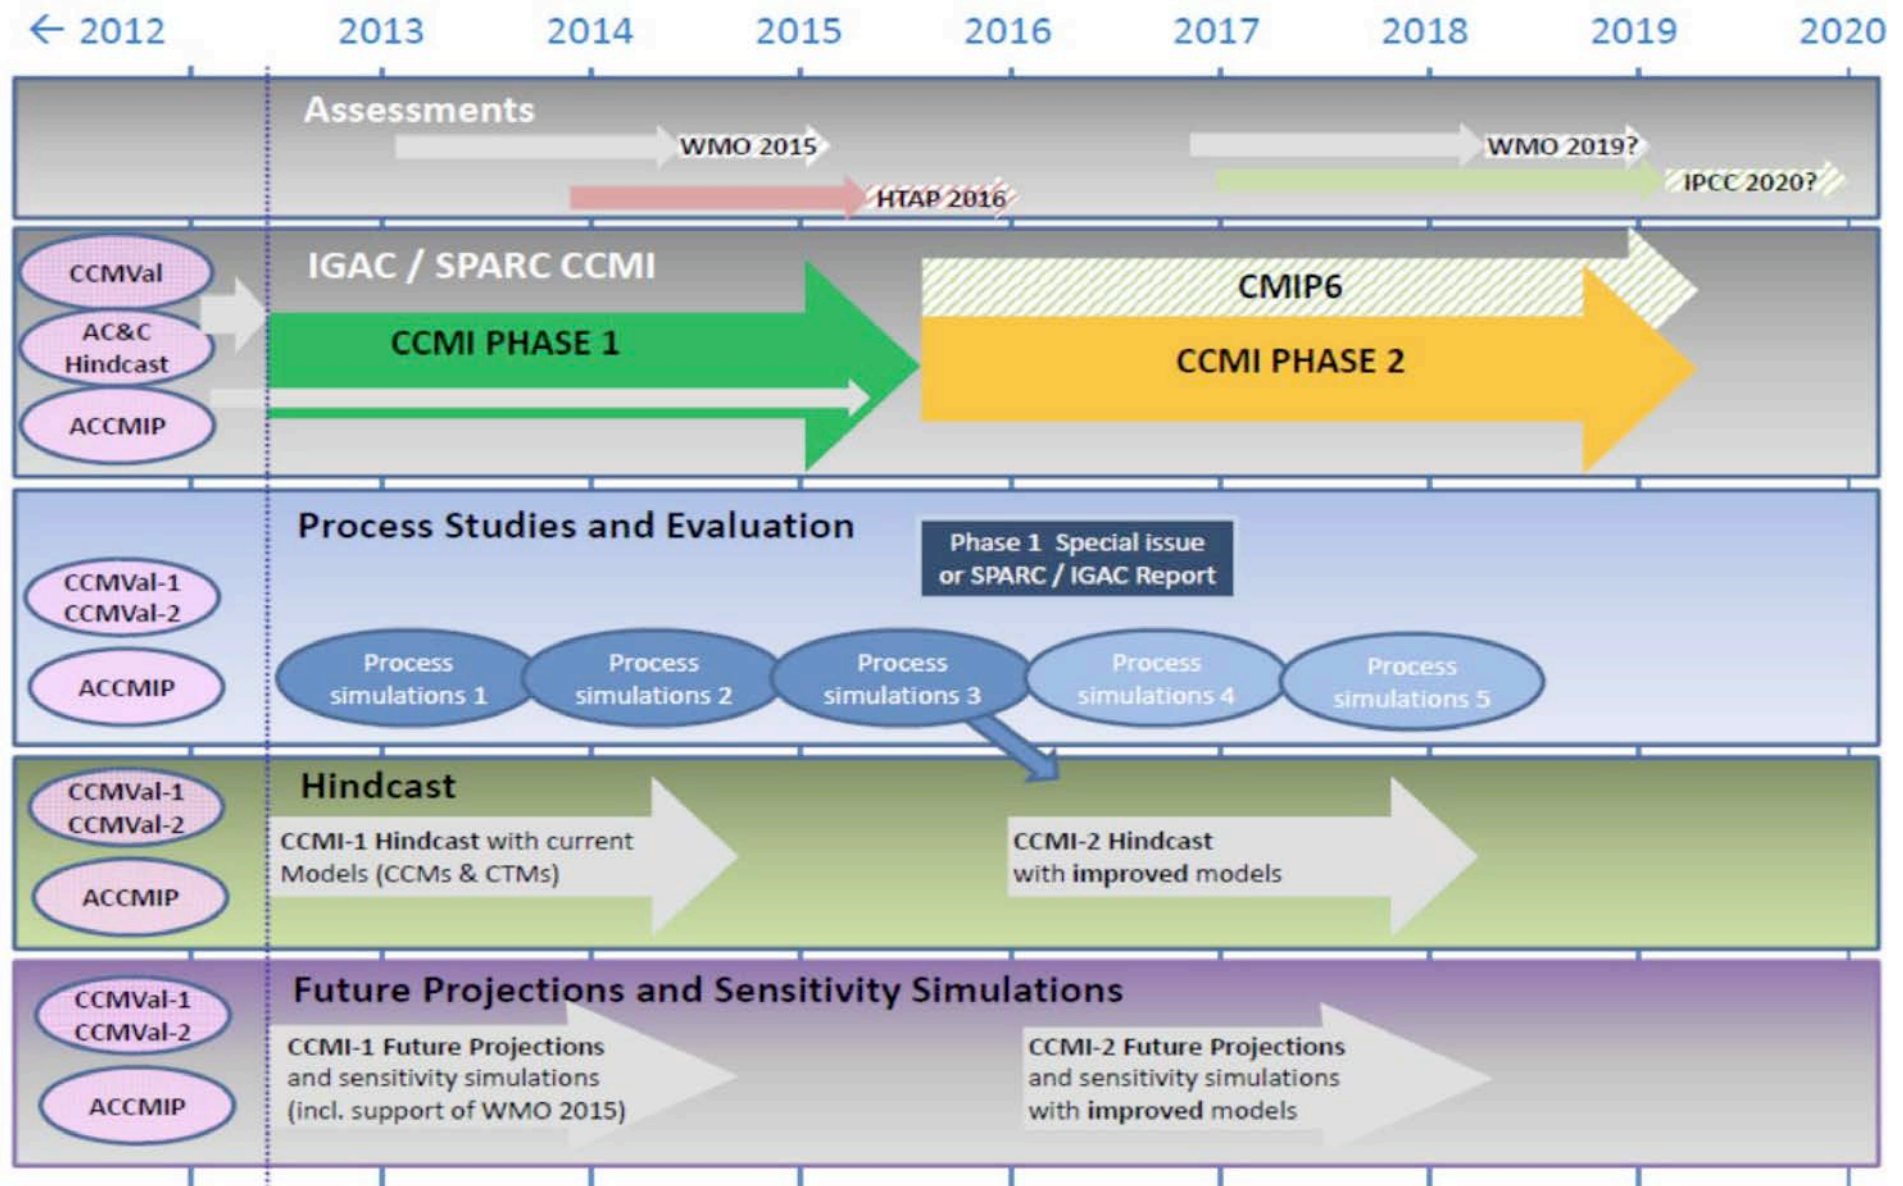 ← 2012 2013 2014 2015 2016 2017 2018 2019 2020
Assessments
WMO 2015
WMO 2019?
HTAP 2016
IPCC 2020?
IGAC / SPARC CCMI
CCMVal
AC&C
Hindcast
ACCMIP
CCMI PHASE 1
CMIP6
CCMI PHASE 2
Process Studies and Evaluation
Phase 1 Special issue
or SPARC / IGAC Report
CCMVal-1
CCMVal-2
ACCMIP
Process
simulations 1
Process
simulations 2
Process
simulations 3
Process
simulations 4
Process
simulations 5
Hindcast
CCMVal-1
CCMVal-2
ACCMIP
CCMI-1 Hindcast with current
Models (CCMs & CTMs)
CCMI-2 Hindcast
with improved models
Future Projections and Sensitivity Simulations
CCMVal-1
CCMVal-2
ACCMIP
CCMI-1 Future Projections
and sensitivity simulations
(incl. support of WMO 2015)
CCMI-2 Future Projections
and sensitivity simulations
with improved models